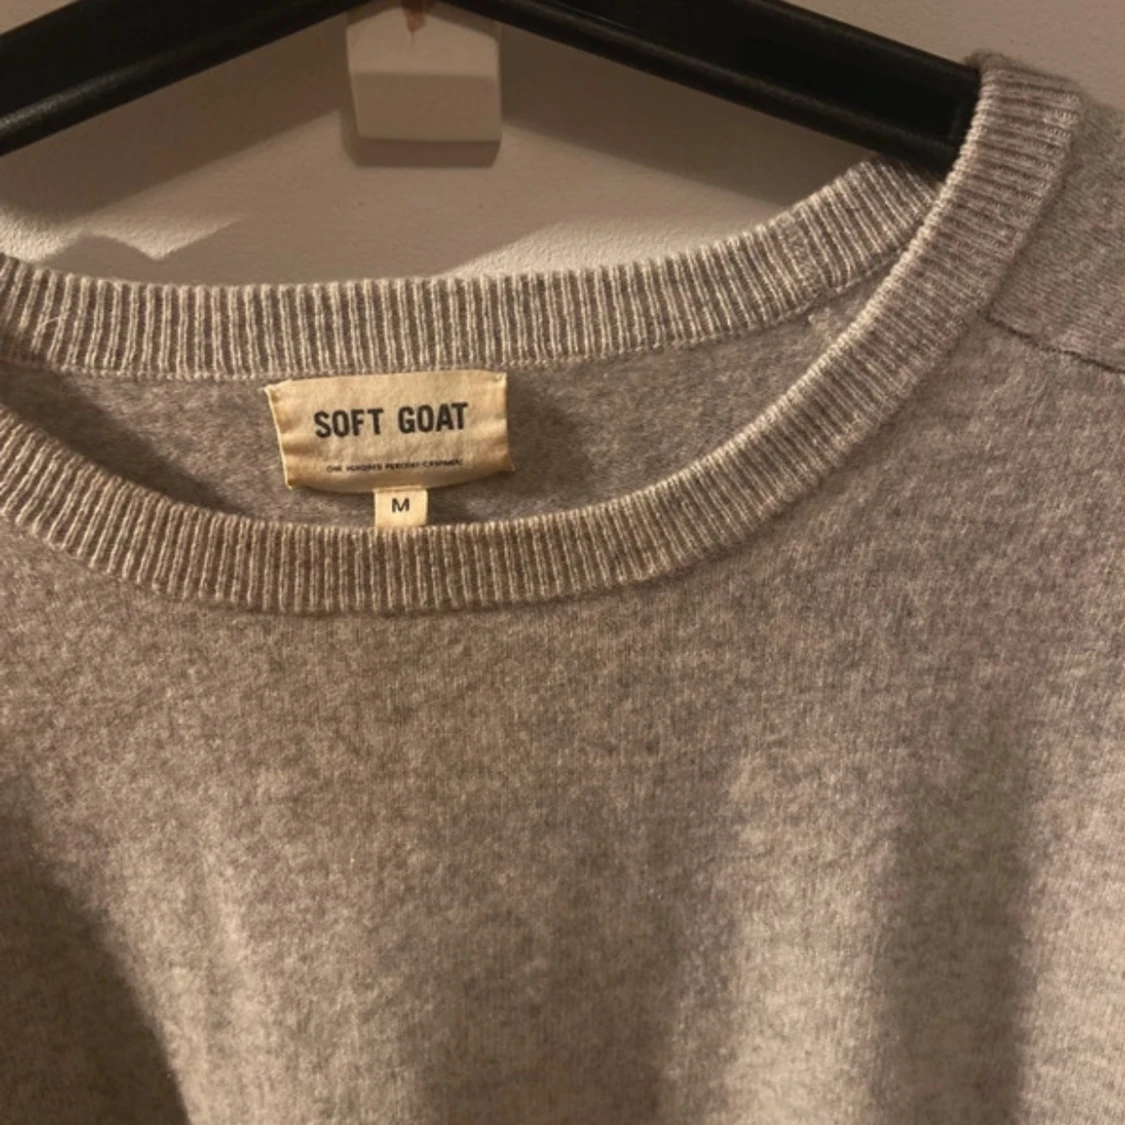 SOFT GOAT
ONE HUNDRED PERCENT CASHMERE
M